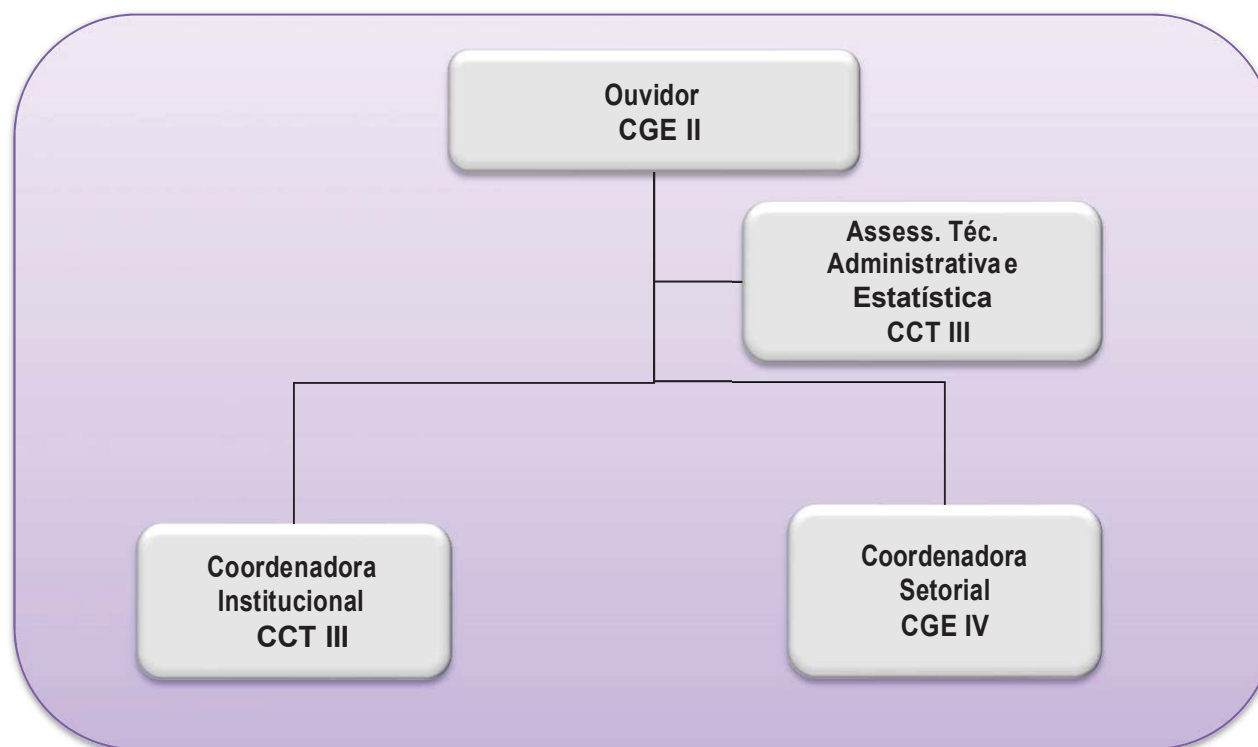 Ouvidor
CGE II
Assess. Téc.
Administrativa e
Estatística
CCT III
Coordenadora
Institucional
CCT III
Coordenadora
Setorial
CGE IV